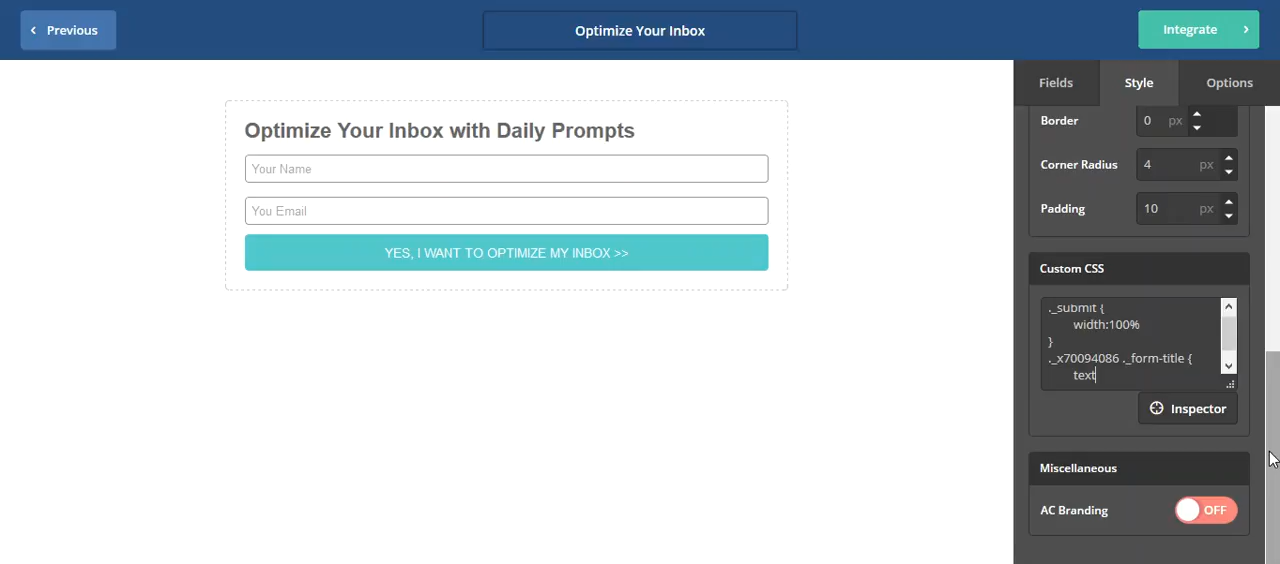 Previous
Optimize Your Inbox
Integrate
Fields
Style
Options
Optimize Your Inbox with Daily Prompts
Your Name
You Email
YES, I WANT TO OPTIMIZE MY INBOX >>
Border
0 px
Corner Radius
4 px
Padding
10 px
Custom CSS
._submit {
width:100%
}
._x70094086 ._form-title {
text
Inspector
Miscellaneous
AC Branding
OFF